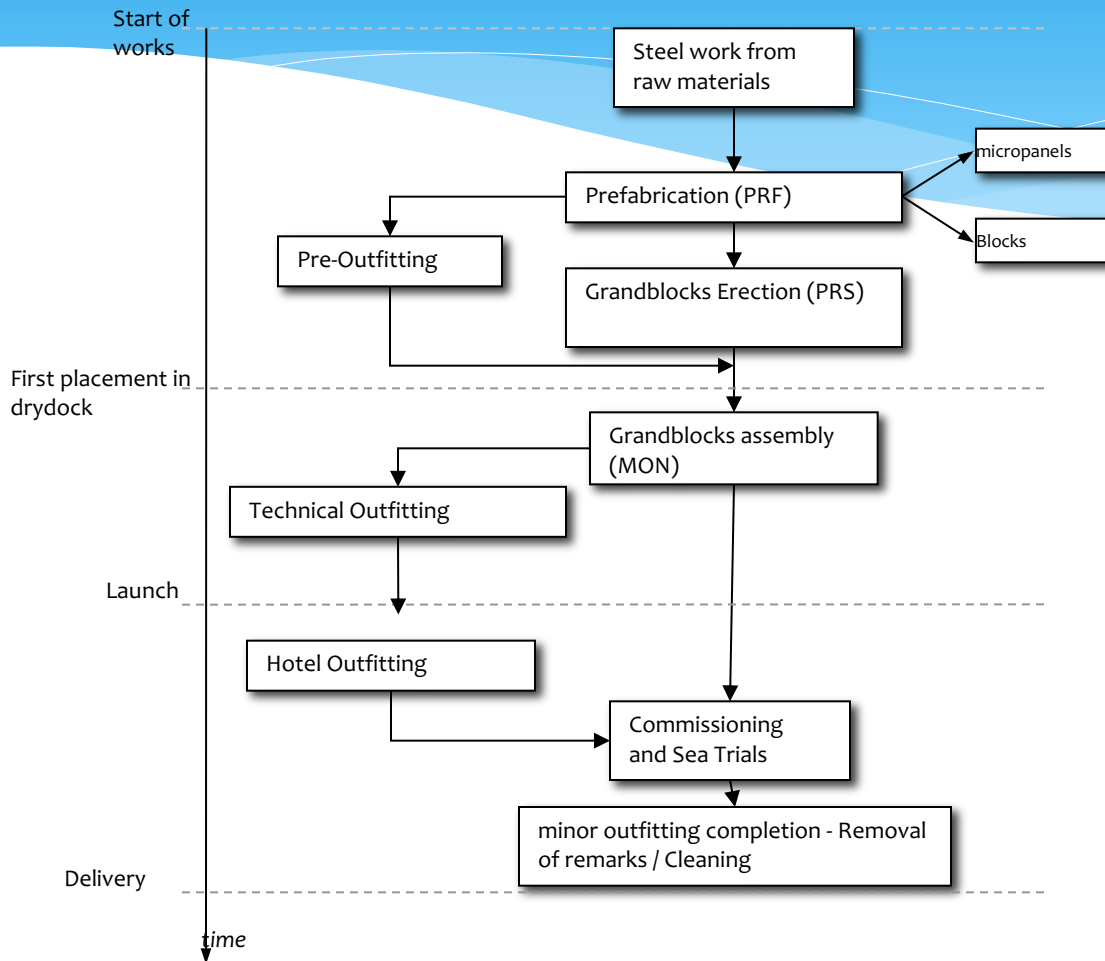 Start of
works
Steel work from
raw materials
micropanels
Prefabrication (PRF)
Blocks
Pre-Outfitting
Grandblocks Erection (PRS)
First placement in
drydock
Grandblocks assembly
(MON)
Technical Outfitting
Launch
Hotel Outfitting
Commissioning
and Sea Trials
minor outfitting completion - Removal
of remarks / Cleaning
Delivery
time